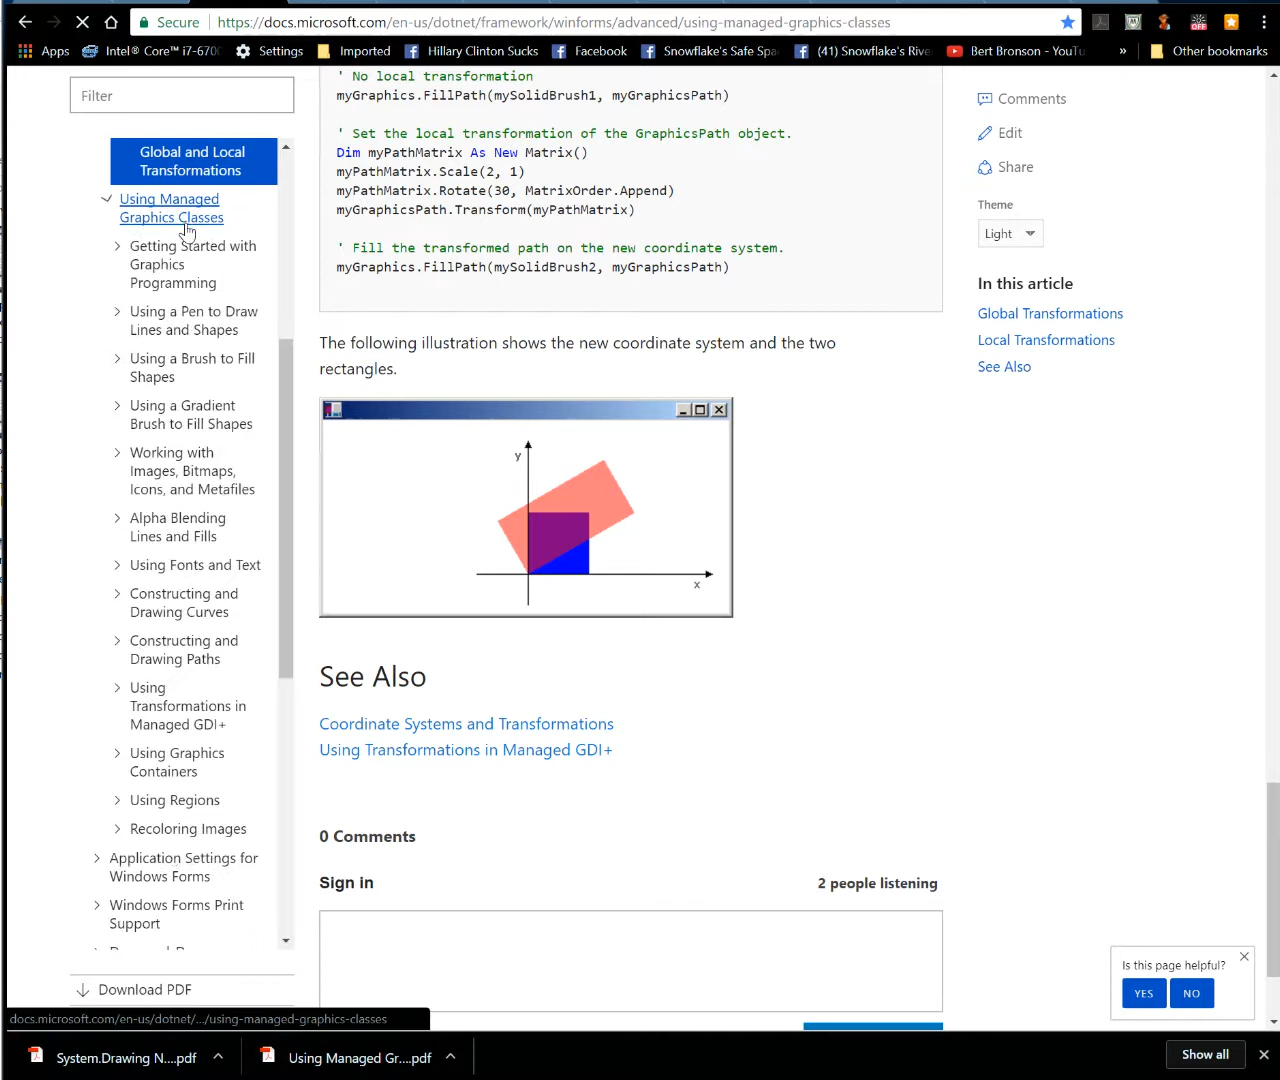 Secure https://docs.microsoft.com/en-us/dotnet/framework/winforms/advanced/using-managed-graphics-classes
OFF
Apps Intel® Core™ i7-670 Settings Imported Hillary Clinton Sucks Facebook Snowflake's Safe Spa (41) Snowflake's Rive Bert Bronson - YouTu » Other bookmarks
Filter
Global and Local
Transformations
Using Managed
Graphics Classes
Getting Started with
Graphics
Programming
Using a Pen to Draw
Lines and Shapes
Using a Brush to Fill
Shapes
Using a Gradient
Brush to Fill Shapes
Working with
Images, Bitmaps,
Icons, and Metafiles
Alpha Blending
Lines and Fills
Using Fonts and Text
Constructing and
Drawing Curves
Constructing and
Drawing Paths
Using
Transformations in
Managed GDI+
Using Graphics
Containers
Using Regions
Recoloring Images
Application Settings for
Windows Forms
Windows Forms Print
Support
Download PDF
' No local transformation
myGraphics.FillPath(mySolidBrush1, myGraphicsPath)
' Set the local transformation of the GraphicsPath object.
Dim myPathMatrix As New Matrix()
myPathMatrix.Scale(2, 1)
myPathMatrix.Rotate(30, MatrixOrder.Append)
myGraphicsPath.Transform(myPathMatrix)
' Fill the transformed path on the new coordinate system.
myGraphics.FillPath(mySolidBrush2, myGraphicsPath)
The following illustration shows the new coordinate system and the two
rectangles.
y
x
See Also
Coordinate Systems and Transformations
Using Transformations in Managed GDI+
0 Comments
Sign in
2 people listening
Comments
Edit
Share
Theme
Light
In this article
Global Transformations
Local Transformations
See Also
Is this page helpful?
YES NO
docs.microsoft.com/en-us/dotnet/.../using-managed-graphics-classes
System.Drawing N....pdf Using Managed Gr....pdf Show all